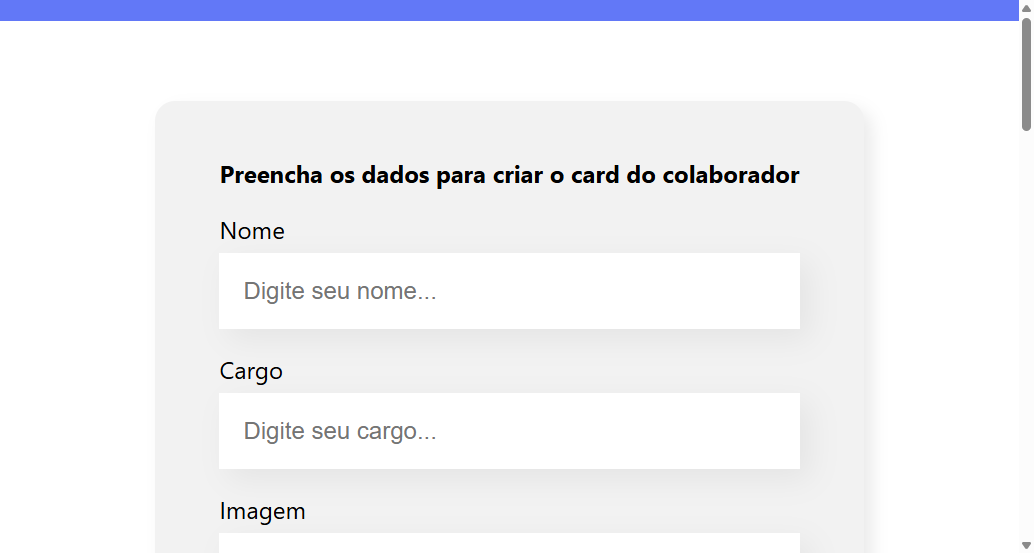 Preencha os dados para criar o card do colaborador
Nome
Digite seu nome...
Cargo
Digite seu cargo...
Imagem